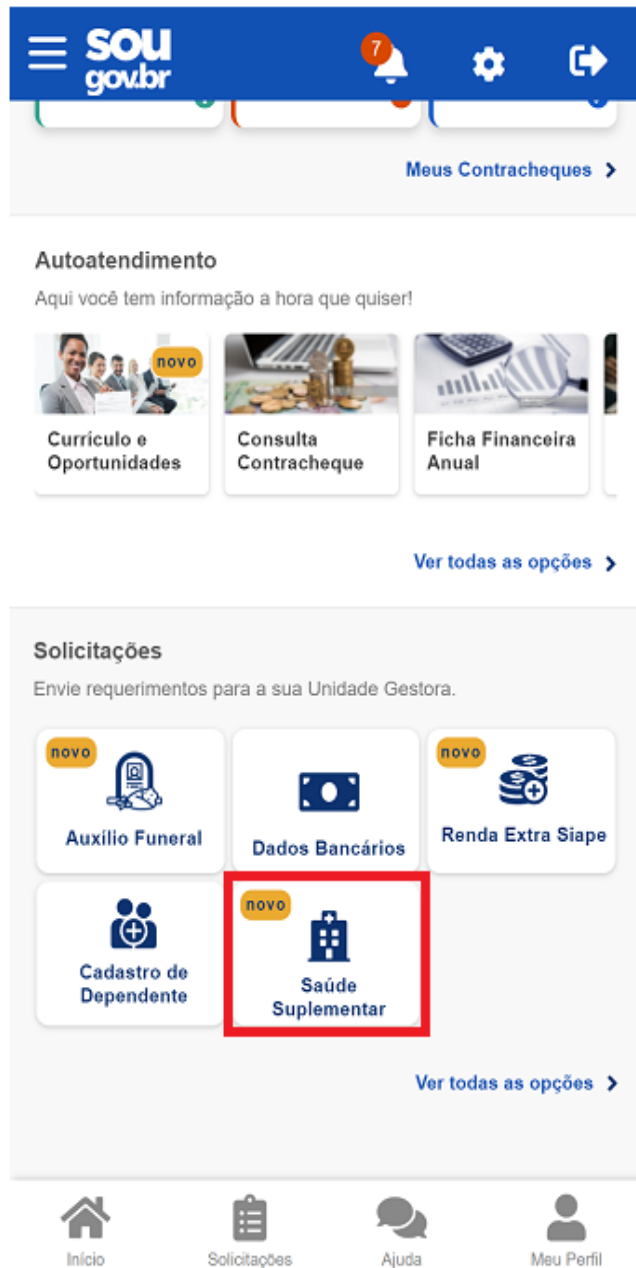 sou
gov.br
7
Meus Contracheques
Autoatendimento
Aqui você tem informação a hora que quiser!
novo
Currículo e
Oportunidades
Consulta
Contracheque
Ficha Financeira
Anual
Ver todas as opções
Solicitações
Envie requerimentos para a sua Unidade Gestora.
novo
Auxílio Funeral
Dados Bancários
novo
Renda Extra Siape
Cadastro de
Dependente
novo
Saúde
Suplementar
Ver todas as opções
Início
Solicitações
Ajuda
Meu Perfil